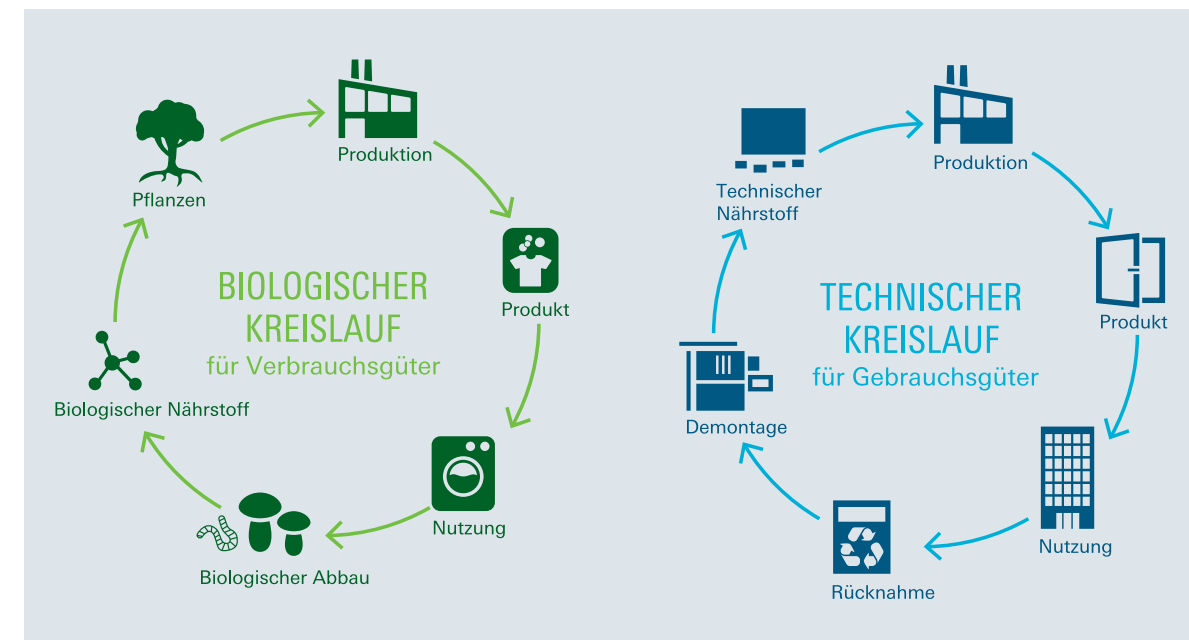 Produktion
Pflanzen
Produkt
BIOLOGISCHER
KREISLAUF
für Verbrauchsgüter
Biologischer Nährstoff
Nutzung
Biologischer Abbau
Produktion
Technischer
Nährstoff
Produkt
TECHNISCHER
KREISLAUF
für Gebrauchsgüter
Demontage
Nutzung
Rücknahme